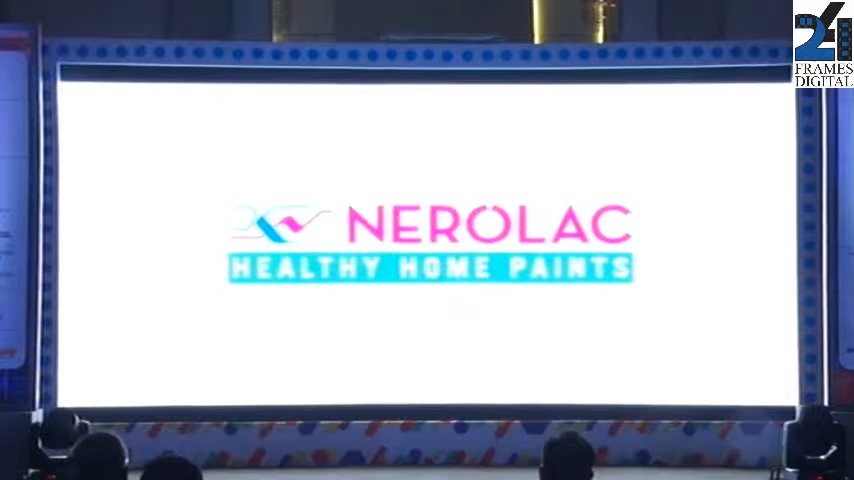 24
FRAMES
DIGITAL
NEROLAC
HEALTHY HOME PAINTS